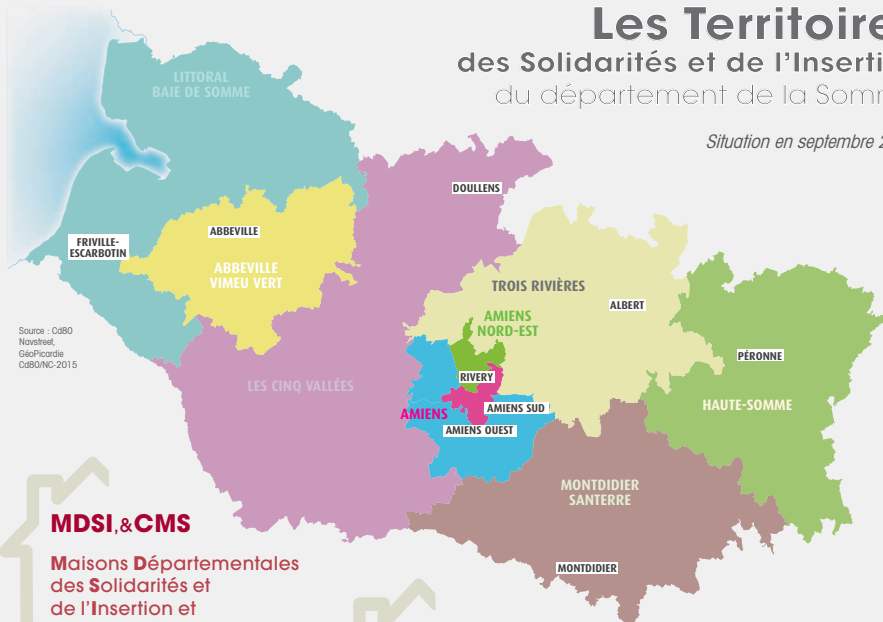 Les Territoire
des Solidarités et de l'Inserti
du département de la Somm
Situation en septembre 2
LITTORAL
BAIE DE SOMME
DOULLENS
ABBEVILLE
FRIVILLE-
ESCARBOTIN
ABBEVILLE
VIMEU VERT
TROIS RIVIÈRES
ALBERT
AMIENS
NORD-EST
Source : Cd80
Navstreet,
GéoPicardie
Cd80/NC-2015
PÉRONNE
RIVERY
LES CINQ VALLÉES
HAUTE-SOMME
AMIENS
AMIENS SUD
AMIENS OUEST
MONTDIDIER
SANTERRE
MONTDIDIER
MDSI,&CMS
Maisons Départementales
des Solidarités et
de l'Insertion et